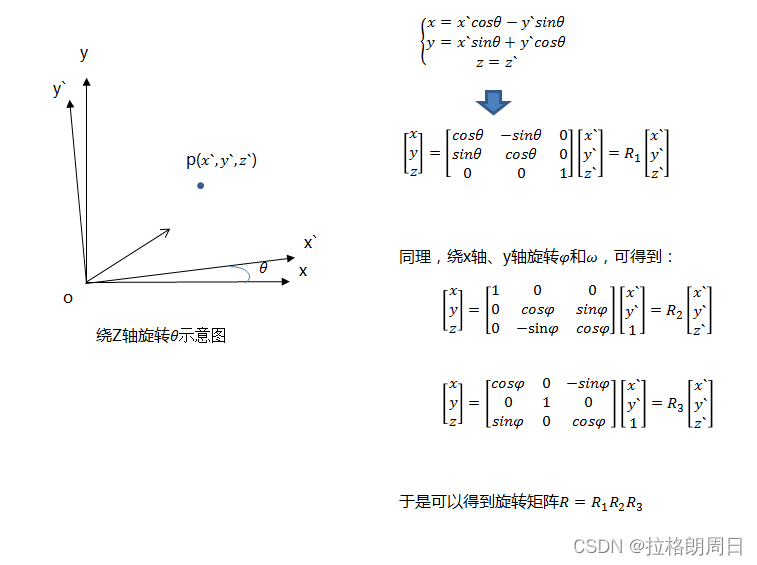 y
y`
p(x`,y`,z`)
x`
θ
x
o
绕Z轴旋转θ示意图
x = x`cosθ − y`sinθ
y = x`sinθ + y`cosθ
z = z`
[x y z] = [cosθ −sinθ 0; sinθ cosθ 0; 0 0 1] [x` y` z`] = R₁ [x` y` z`]
同理，绕x轴、y轴旋转φ和ω，可得到：
[x y z] = [1 0 0; 0 cosφ sinφ; 0 −sinφ cosφ] [x` y` 1] = R₂ [x` y` z`]
[x y z] = [cosφ 0 −sinφ; 0 1 0; sinφ 0 cosφ] [x` y` 1] = R₃ [x` y` z`]
于是可以得到旋转矩阵R = R₁R₂R₃
CSDN @拉格朗周日